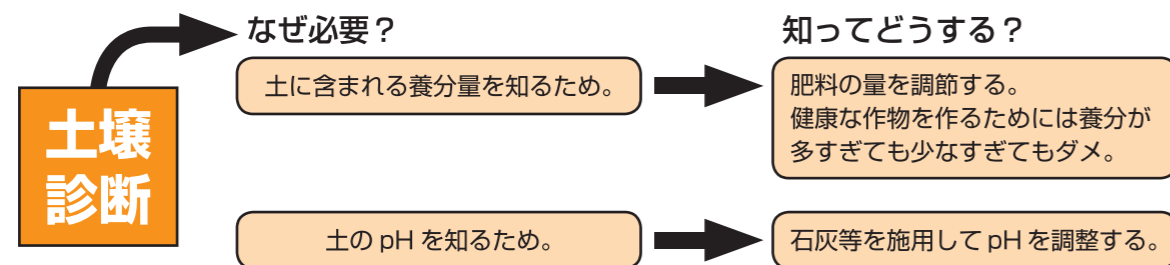 なぜ必要？
知ってどうする？
土壌
診断
土に含まれる養分量を知るため。
肥料の量を調節する。
健康な作物を作るためには養分が
多すぎても少なすぎてもダメ。
土の pH を知るため。
石灰等を施用して pH を調整する。